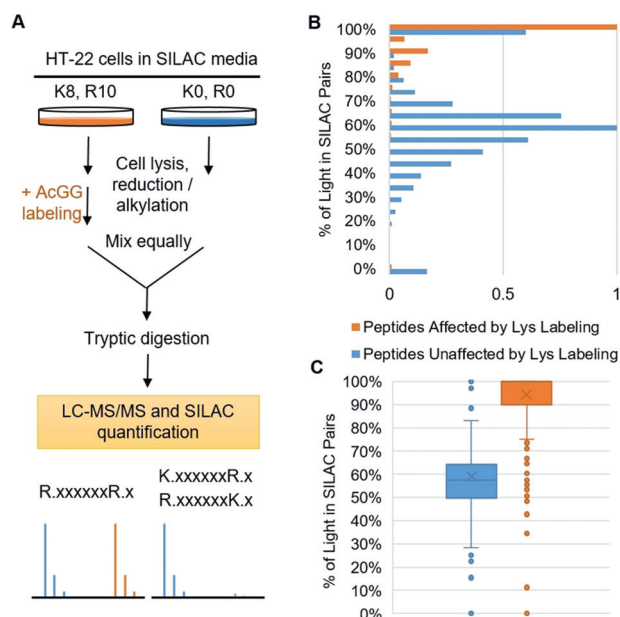 A
HT-22 cells in SILAC media
K8, R10
K0, R0
Cell lysis,
reduction /
alkylation
+ AcGG
labeling
Mix equally
Tryptic digestion
LC-MS/MS and SILAC
quantification
R.xxxxxxR.x
K.xxxxxxR.x
R.xxxxxxK.x
B
% of Light in SILAC Pairs
100%
90%
80%
70%
60%
50%
40%
30%
20%
10%
0%
0
0.5
1
Peptides Affected by Lys Labeling
Peptides Unaffected by Lys Labeling
C
% of Light in SILAC Pairs
100%
90%
80%
70%
60%
50%
40%
30%
20%
10%
0%